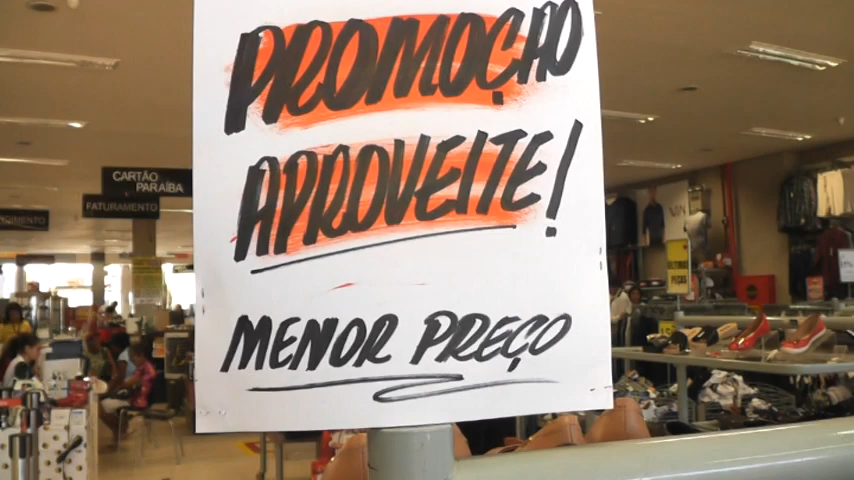 PROMOÇÃO
APROVEITE!
MENOR PREÇO
CARTÃO
PARAÍBA
FATURAMENTO